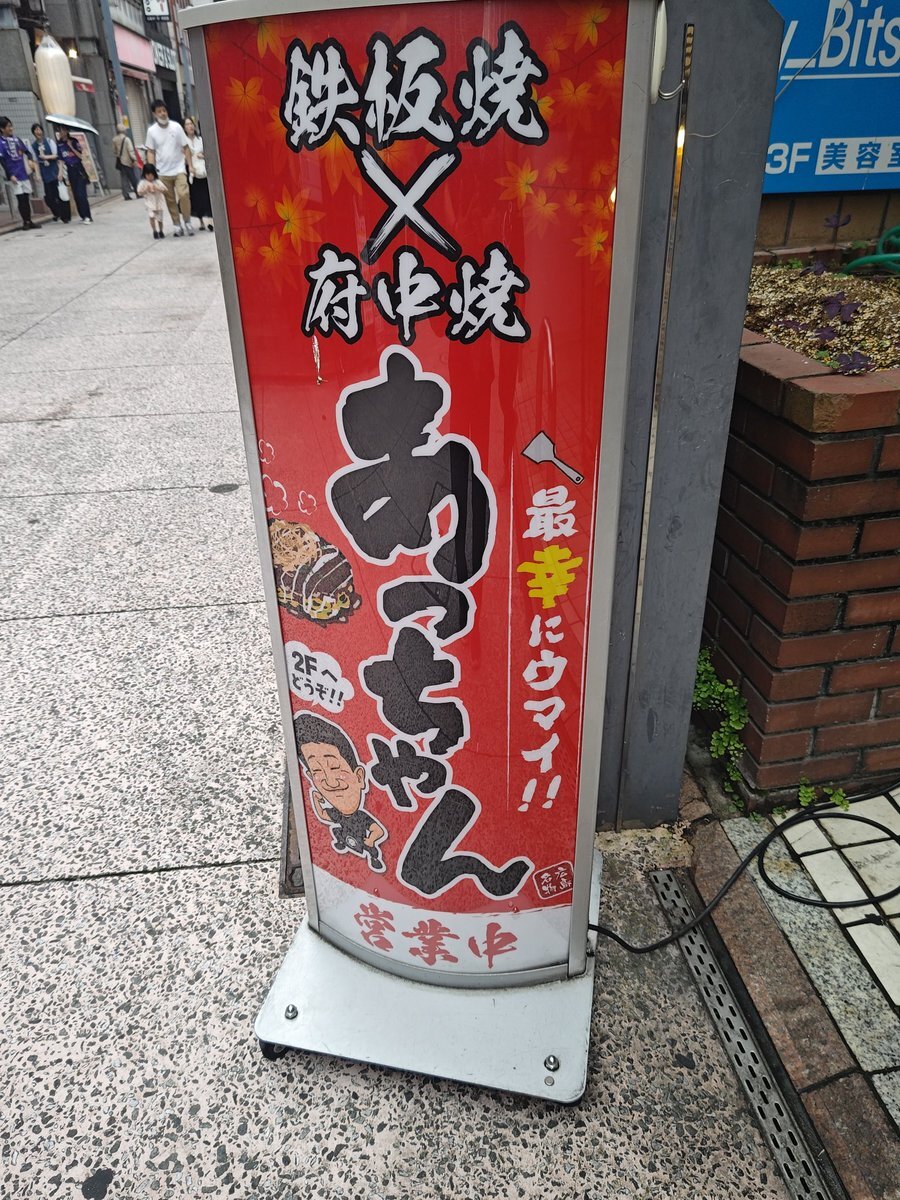 鉄板焼
×
府中焼
あっちゃん
最幸にウマイ!!
2Fへ
どうぞ!!
営業中
y_Bits
3F 美容室